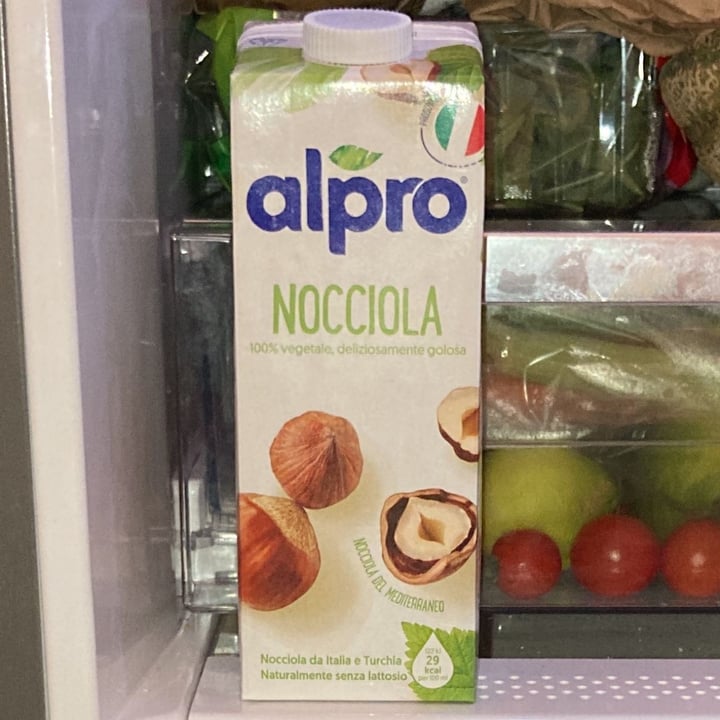 alpro®
NOCCIOLA
100% vegetale, deliziosamente golosa
NOCCIOLA DEL MEDITERRANEO
Nocciola da Italia e Turchia
Naturalmente senza lattosio
29
kcal
per 100 ml